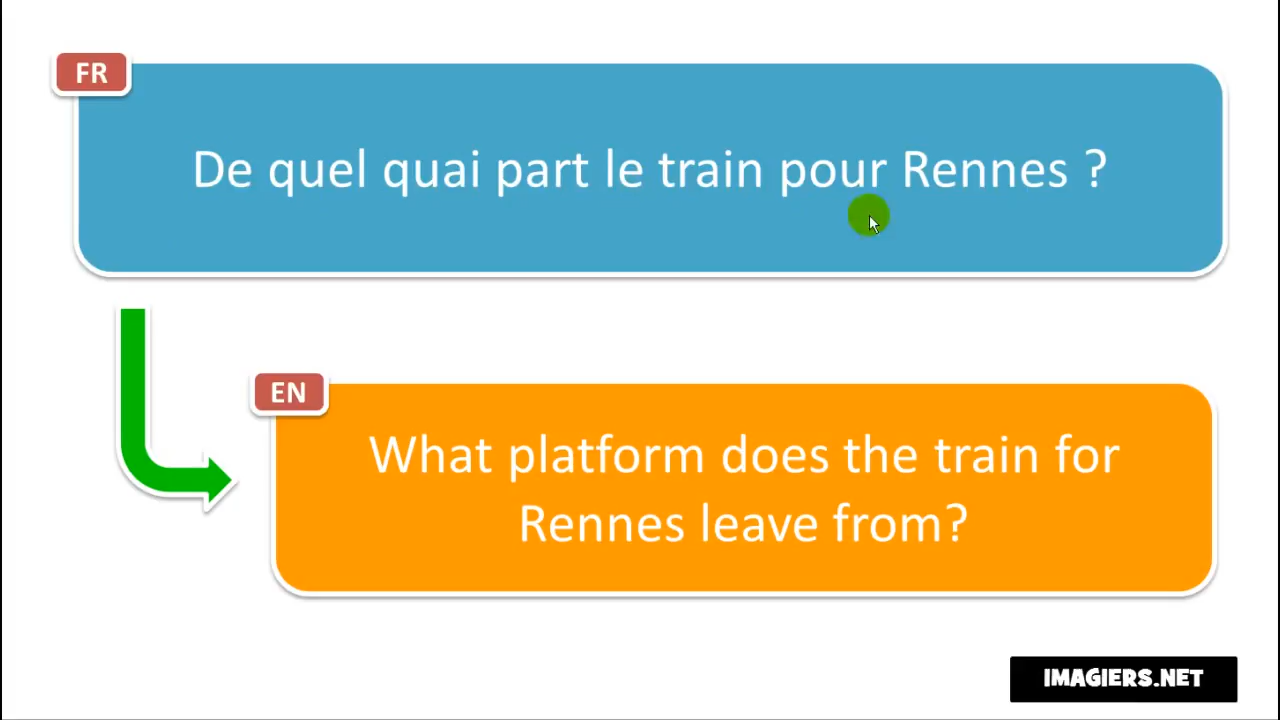 FR
De quel quai part le train pour Rennes ?
EN
What platform does the train for
Rennes leave from?
IMAGIERS.NET